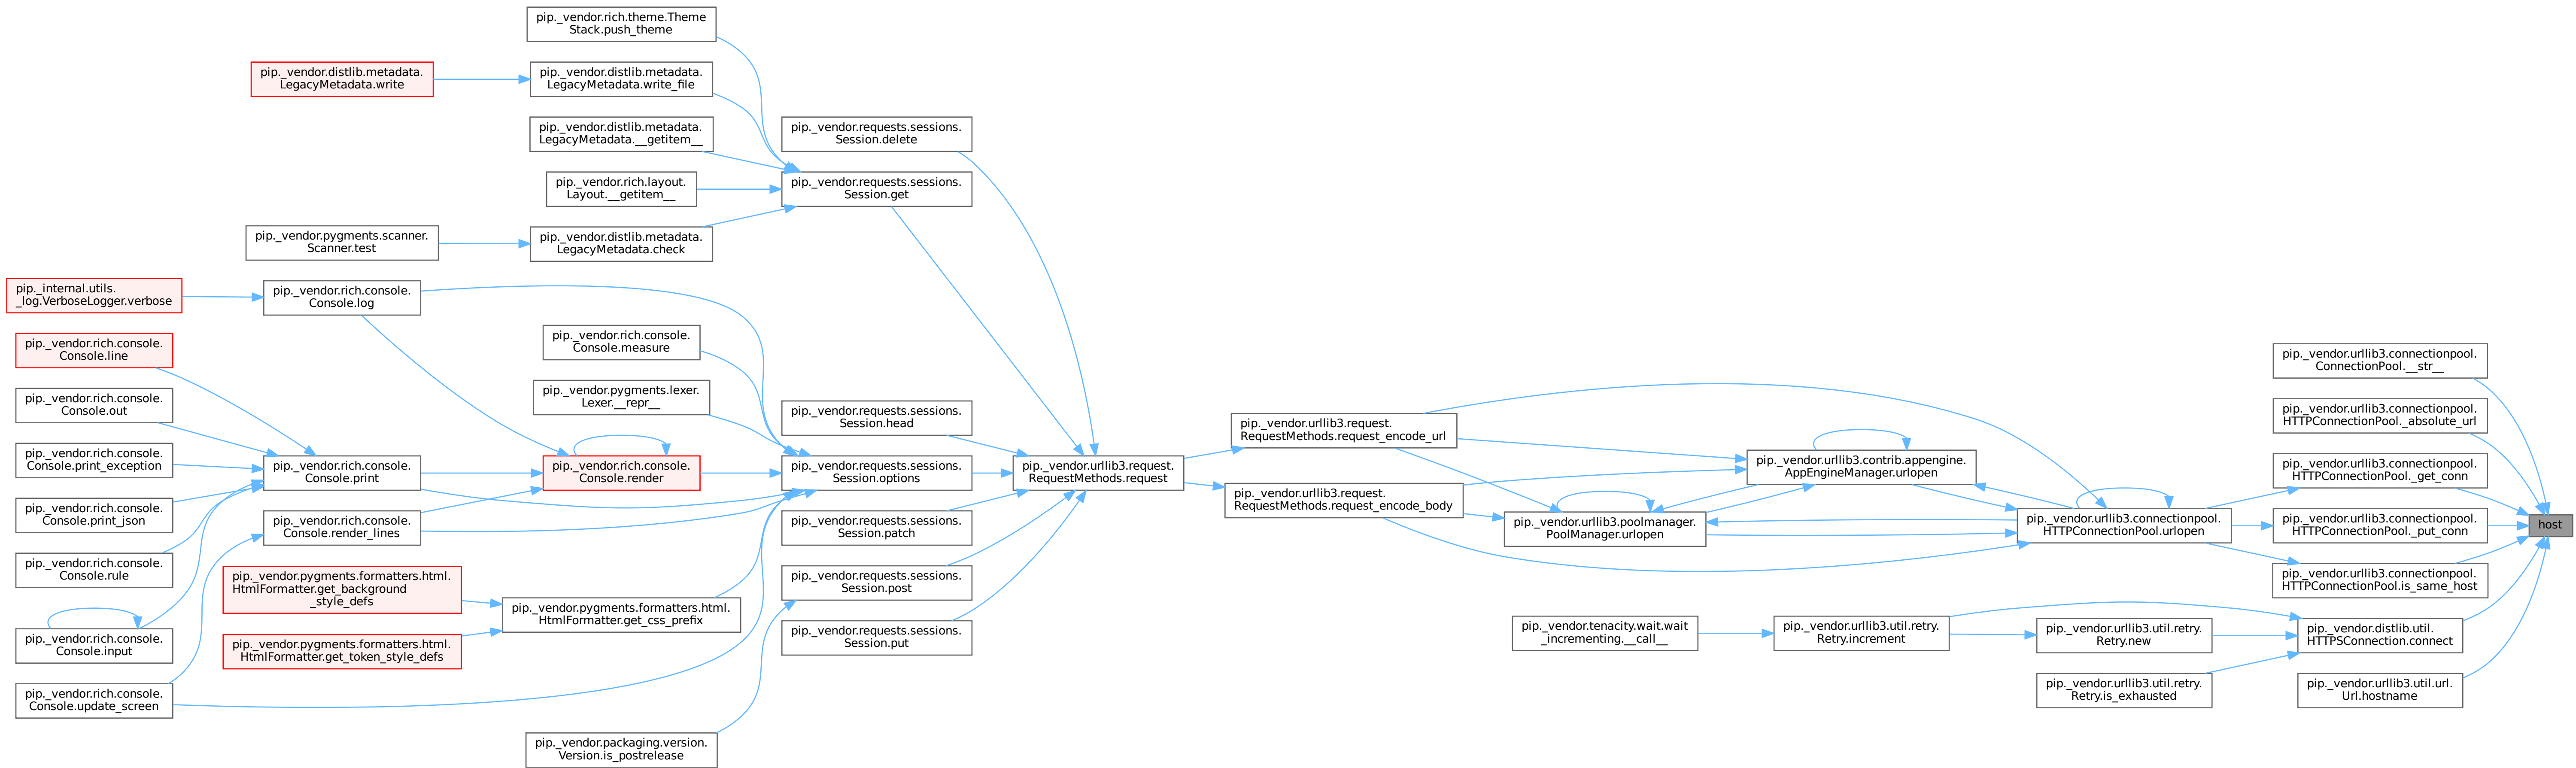 pip._vendor.rich.theme.Theme
Stack.push_theme
pip._vendor.distlib.metadata.
LegacyMetadata.write
pip._vendor.distlib.metadata.
LegacyMetadata.write_file
pip._vendor.distlib.metadata.
LegacyMetadata.__getitem__
pip._vendor.requests.sessions.
Session.delete
pip._vendor.rich.layout.
Layout.__getitem__
pip._vendor.requests.sessions.
Session.get
pip._vendor.pygments.scanner.
Scanner.test
pip._vendor.distlib.metadata.
LegacyMetadata.check
pip._internal.utils.
_log.VerboseLogger.verbose
pip._vendor.rich.console.
Console.log
pip._vendor.rich.console.
Console.line
pip._vendor.rich.console.
Console.measure
pip._vendor.rich.console.
Console.out
pip._vendor.pygments.lexer.
Lexer.__repr__
pip._vendor.requests.sessions.
Session.head
pip._vendor.rich.console.
Console.print_exception
pip._vendor.rich.console.
Console.print
pip._vendor.rich.console.
Console.render
pip._vendor.requests.sessions.
Session.options
pip._vendor.urllib3.request.
RequestMethods.request
pip._vendor.rich.console.
Console.print_json
pip._vendor.rich.console.
Console.render_lines
pip._vendor.requests.sessions.
Session.patch
pip._vendor.rich.console.
Console.rule
pip._vendor.pygments.formatters.html.
HtmlFormatter.get_background
_style_defs
pip._vendor.requests.sessions.
Session.post
pip._vendor.pygments.formatters.html.
HtmlFormatter.get_css_prefix
pip._vendor.rich.console.
Console.input
pip._vendor.pygments.formatters.html.
HtmlFormatter.get_token_style_defs
pip._vendor.requests.sessions.
Session.put
pip._vendor.rich.console.
Console.update_screen
pip._vendor.packaging.version.
Version.is_postrelease
pip._vendor.urllib3.request.
RequestMethods.request_encode_url
pip._vendor.urllib3.request.
RequestMethods.request_encode_body
pip._vendor.urllib3.poolmanager.
PoolManager.urlopen
pip._vendor.urllib3.contrib.appengine.
AppEngineManager.urlopen
pip._vendor.urllib3.connectionpool.
HTTPConnectionPool.urlopen
pip._vendor.urllib3.connectionpool.
ConnectionPool.__str__
pip._vendor.urllib3.connectionpool.
HTTPConnectionPool._absolute_url
pip._vendor.urllib3.connectionpool.
HTTPConnectionPool._get_conn
pip._vendor.urllib3.connectionpool.
HTTPConnectionPool._put_conn
host
pip._vendor.urllib3.connectionpool.
HTTPConnectionPool.is_same_host
pip._vendor.tenacity.wait.wait
_incrementing.__call__
pip._vendor.urllib3.util.retry.
Retry.increment
pip._vendor.urllib3.util.retry.
Retry.new
pip._vendor.distlib.util.
HTTPSConnection.connect
pip._vendor.urllib3.util.retry.
Retry.is_exhausted
pip._vendor.urllib3.util.url.
Url.hostname